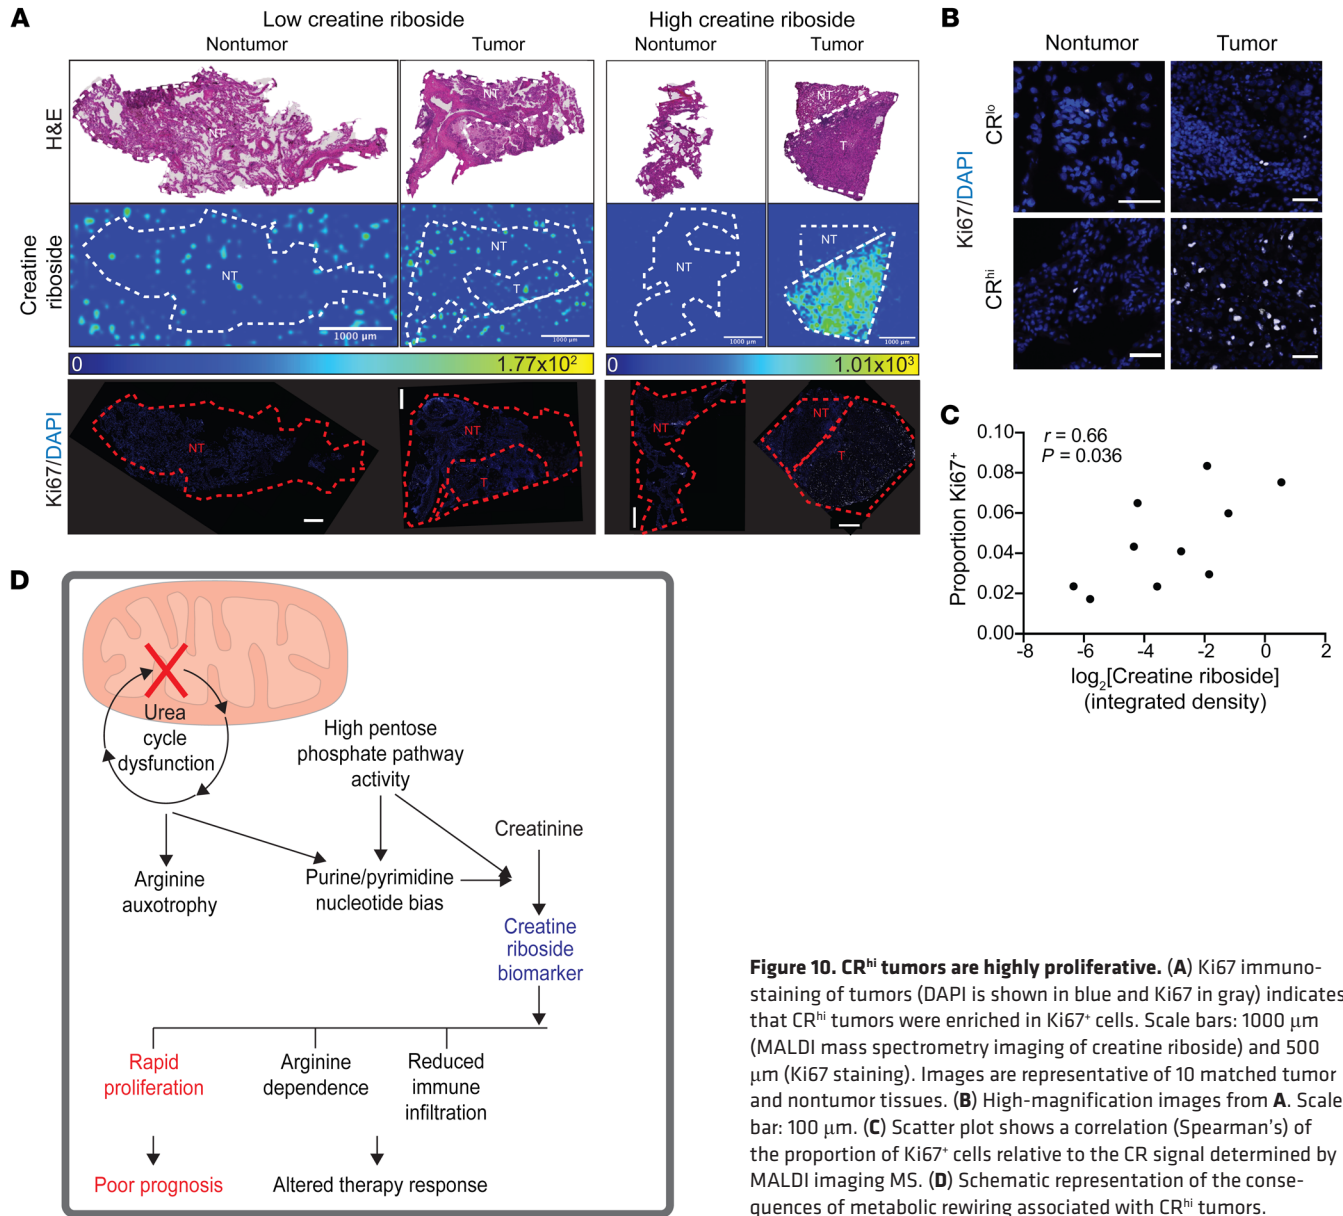 A
Low creatine riboside
High creatine riboside
Nontumor
Tumor
Nontumor
Tumor
H&E
NT
NT
T
NT
T
Creatine
riboside
NT
NT
T
NT
NT
T
1000 µm
1000 µm
1000 µm
1000 µm
0
1.77x10²
0
1.01x10³
Ki67/DAPI
NT
NT
T
NT
NT
T
B
Nontumor
Tumor
Ki67/DAPI
CRˡᵒ
CRʰⁱ
C
r = 0.66
P = 0.036
Proportion Ki67⁺
0.10
0.08
0.06
0.04
0.02
0.00
-8
-6
-4
-2
0
2
log₂[Creatine riboside]
(integrated density)
D
Urea
cycle
dysfunction
High pentose
phosphate pathway
activity
Creatinine
Arginine
auxotrophy
Purine/pyrimidine
nucleotide bias
Creatine
riboside
biomarker
Rapid
proliferation
Arginine
dependence
Reduced
immune
infiltration
Poor prognosis
Altered therapy response
Figure 10. CRʰⁱ tumors are highly proliferative. (A) Ki67 immuno-
staining of tumors (DAPI is shown in blue and Ki67 in gray) indicates
that CRʰⁱ tumors were enriched in Ki67⁺ cells. Scale bars: 1000 µm
(MALDI mass spectrometry imaging of creatine riboside) and 500
µm (Ki67 staining). Images are representative of 10 matched tumor
and nontumor tissues. (B) High-magnification images from A. Scale
bar: 100 µm. (C) Scatter plot shows a correlation (Spearman's) of
the proportion of Ki67⁺ cells relative to the CR signal determined by
MALDI imaging MS. (D) Schematic representation of the conse-
quences of metabolic rewiring associated with CRʰⁱ tumors.